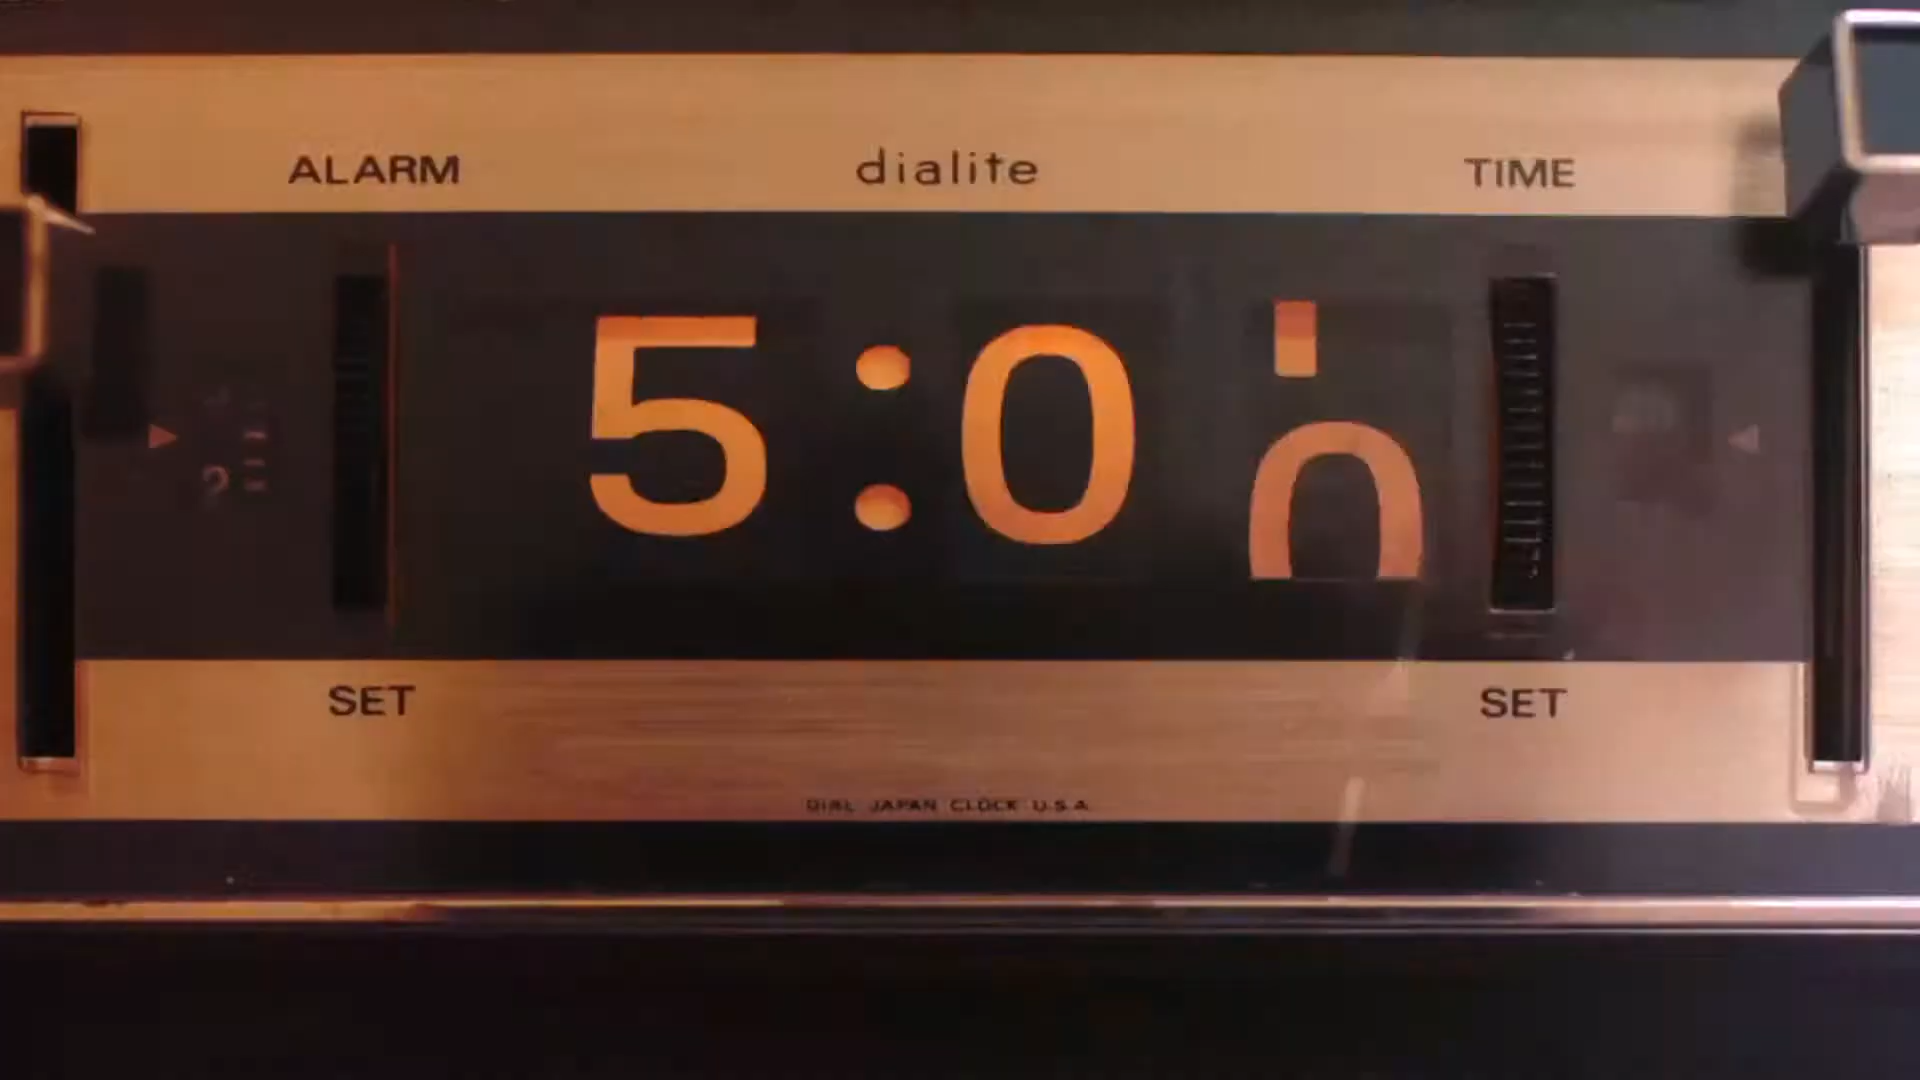 ALARM dialite TIME
5:0
SET SET
DIAL JAPAN CLOCK U.S.A.